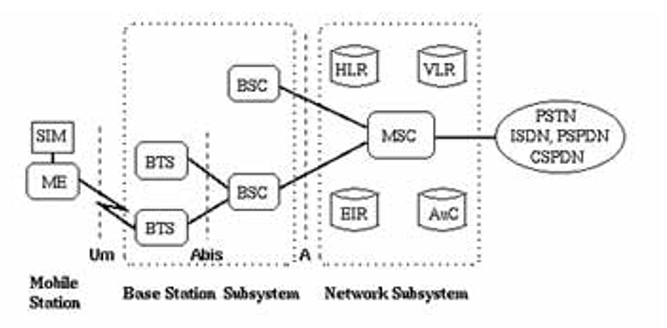 HLR
VLR
BSC
PSTN
ISDN, PSPDN
CSPDN
SIM
MSC
BTS
ME
BSC
BTS
EIR
AuC
Um
Abis
A
Mobile
Station
Base Station Subsystem
Network Subsystem